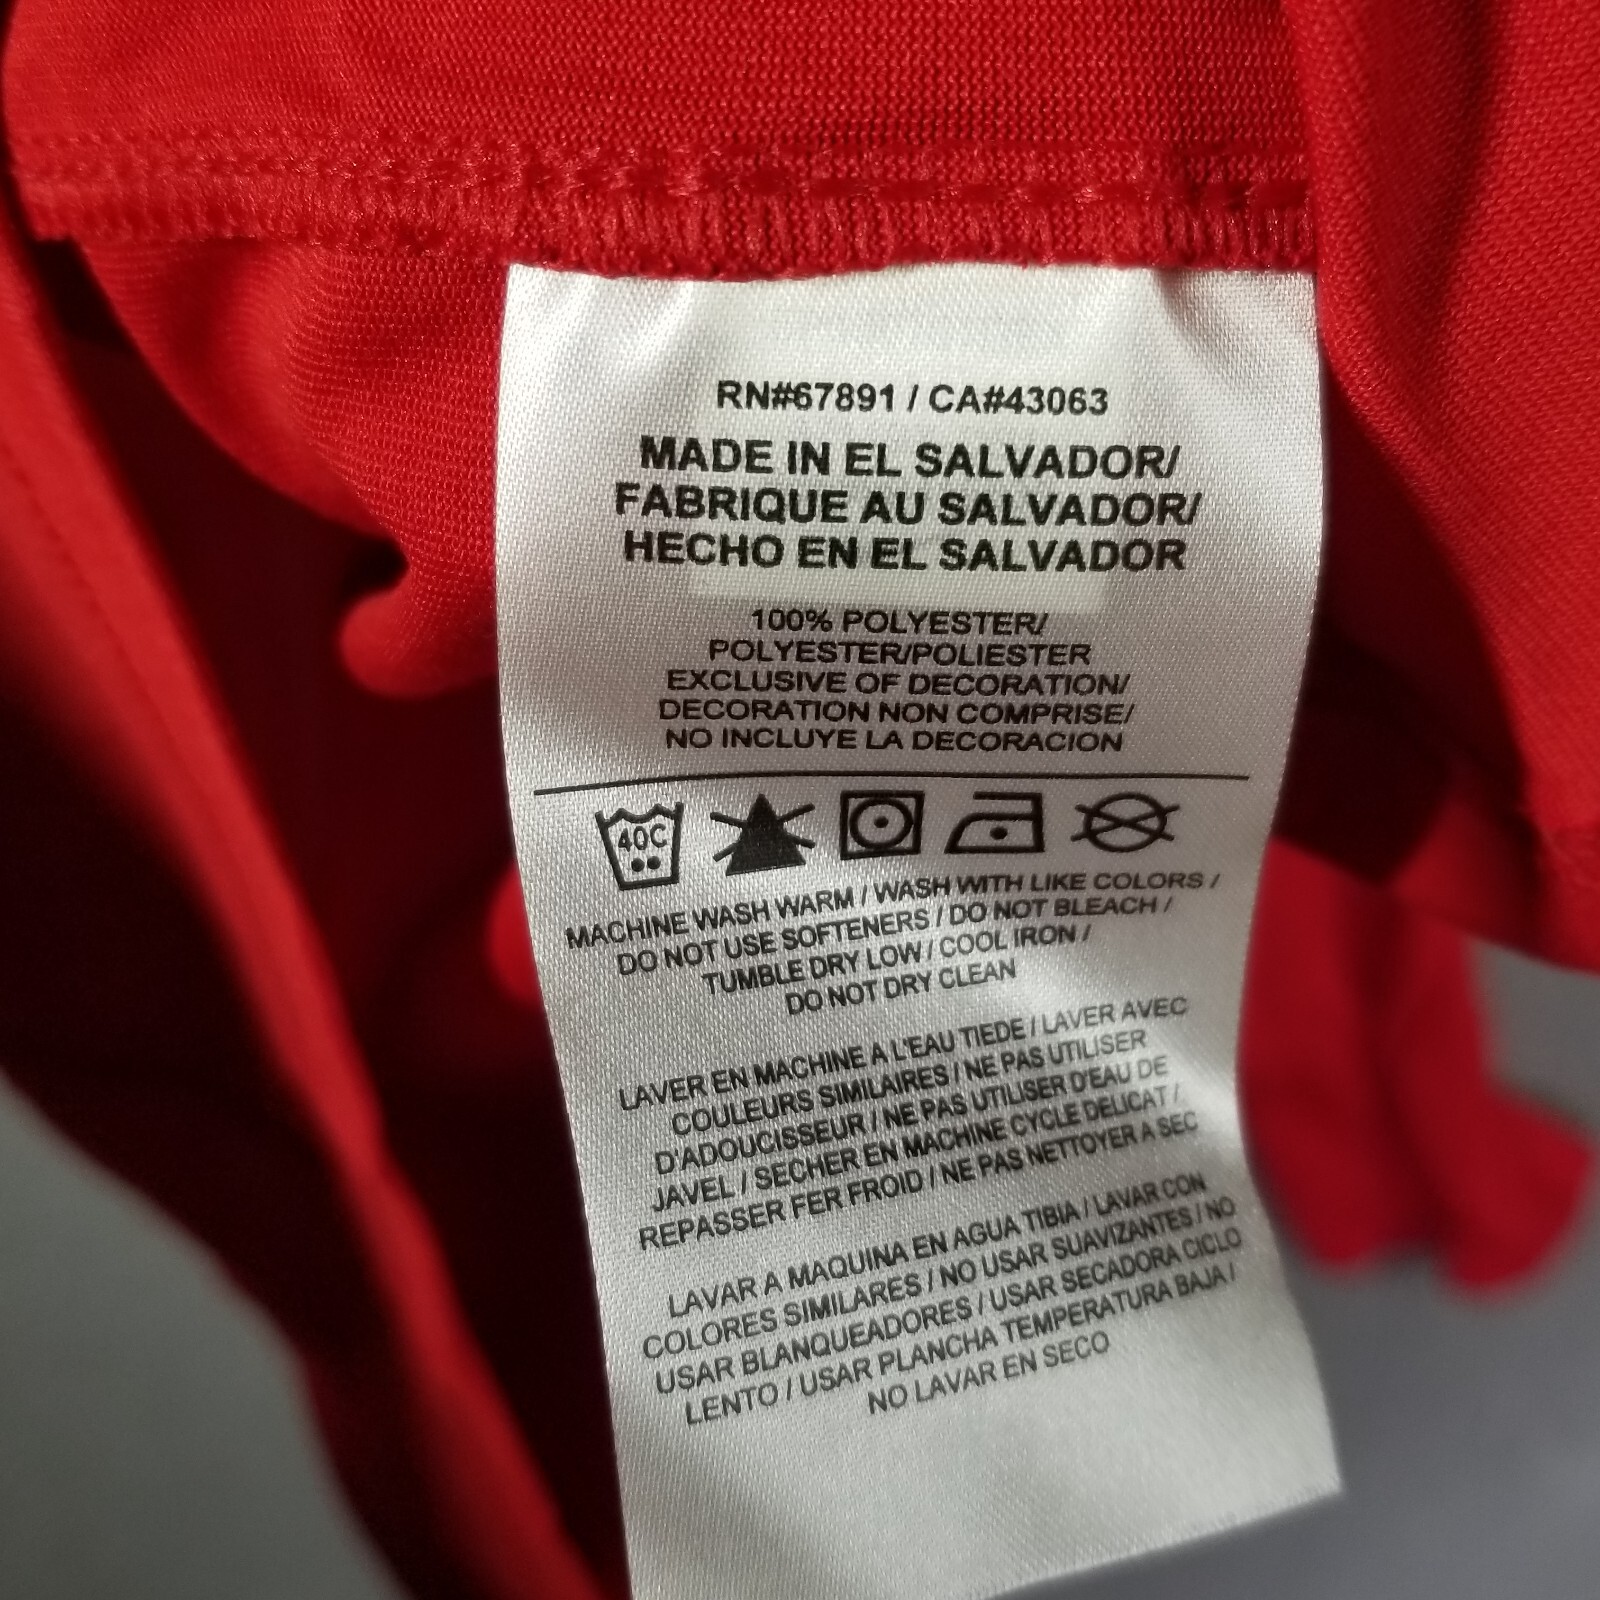 RN#67891 / CA#43063
MADE IN EL SALVADOR/
FABRIQUE AU SALVADOR/
HECHO EN EL SALVADOR
100% POLYESTER/
POLYESTER/POLIESTER
EXCLUSIVE OF DECORATION/
DECORATION NON COMPRISE/
NO INCLUYE LA DECORACION
40C
MACHINE WASH WARM / WASH WITH LIKE COLORS /
DO NOT USE SOFTENERS / DO NOT BLEACH /
TUMBLE DRY LOW / COOL IRON /
DO NOT DRY CLEAN
LAVER EN MACHINE A L'EAU TIEDE / LAVER AVEC
COULEURS SIMILAIRES / NE PAS UTILISER
D'ADOUCISSEUR / NE PAS UTILISER D'EAU DE
JAVEL / SECHER EN MACHINE CYCLE DELICAT /
REPASSER FER FROID / NE PAS NETTOYER A SEC
LAVAR A MAQUINA EN AGUA TIBIA / LAVAR CON
COLORES SIMILARES / NO USAR SUAVIZANTES / NO
USAR BLANQUEADORES / USAR SECADORA CICLO
LENTO / USAR PLANCHA TEMPERATURA BAJA /
NO LAVAR EN SECO